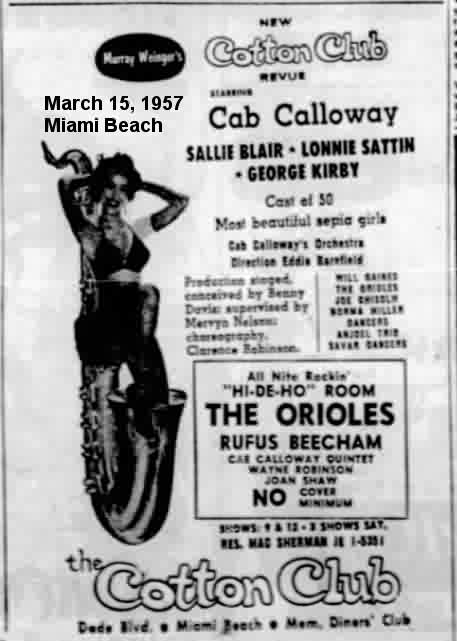 NEW
Murray Weinger's
Cotton Club
REVUE
STARRING
March 15, 1957
Miami Beach
Cab Calloway
SALLIE BLAIR • LONNIE SATTIN
• GEORGE KIRBY
Cast of 50
Most beautiful sepia girls
Cab Calloway's Orchestra
Direction Eddie Barefield
Production staged,
conceived by Benny
Davis: supervised by
Mervyn Nelson:
choreography,
Clarence Robinson.
WILL GAINES
THE ORIOLES
JOE CHISOLM
NORMA MILLER
DANCERS
ANJOEL TRIO
SAVAR DANCERS
All Nite Rockin'
"HI-DE-HO" ROOM
THE ORIOLES
RUFUS BEECHAM
CAB CALLOWAY QUINTET
WAYNE ROBINSON
JOAN SHAW
NO COVER
MINIMUM
SHOWS: 9 & 12 - 3 SHOWS SAT.
RES. MAC SHERMAN JE 1-5351
the
Cotton Club
Dade Blvd. • Miami Beach • Mem. Diners' Club